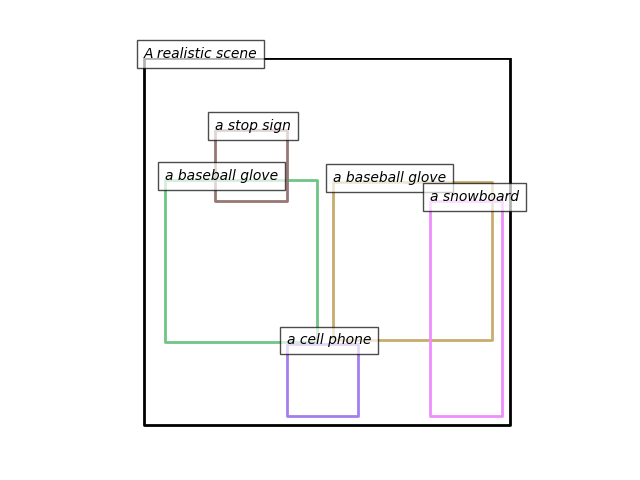 A realistic scene
a stop sign
a baseball glove
a baseball glove
a snowboard
a cell phone